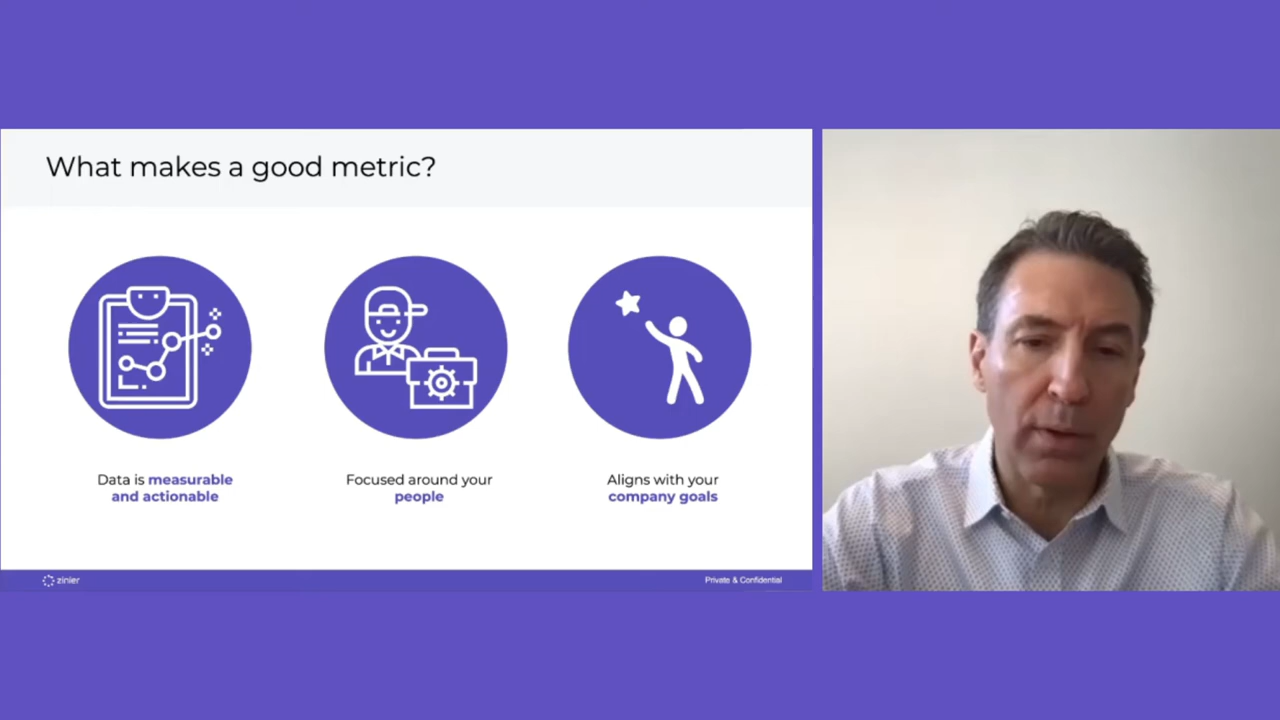 What makes a good metric?
Data is measurable
and actionable
Focused around your
people
Aligns with your
company goals
zinier
Private & Confidential